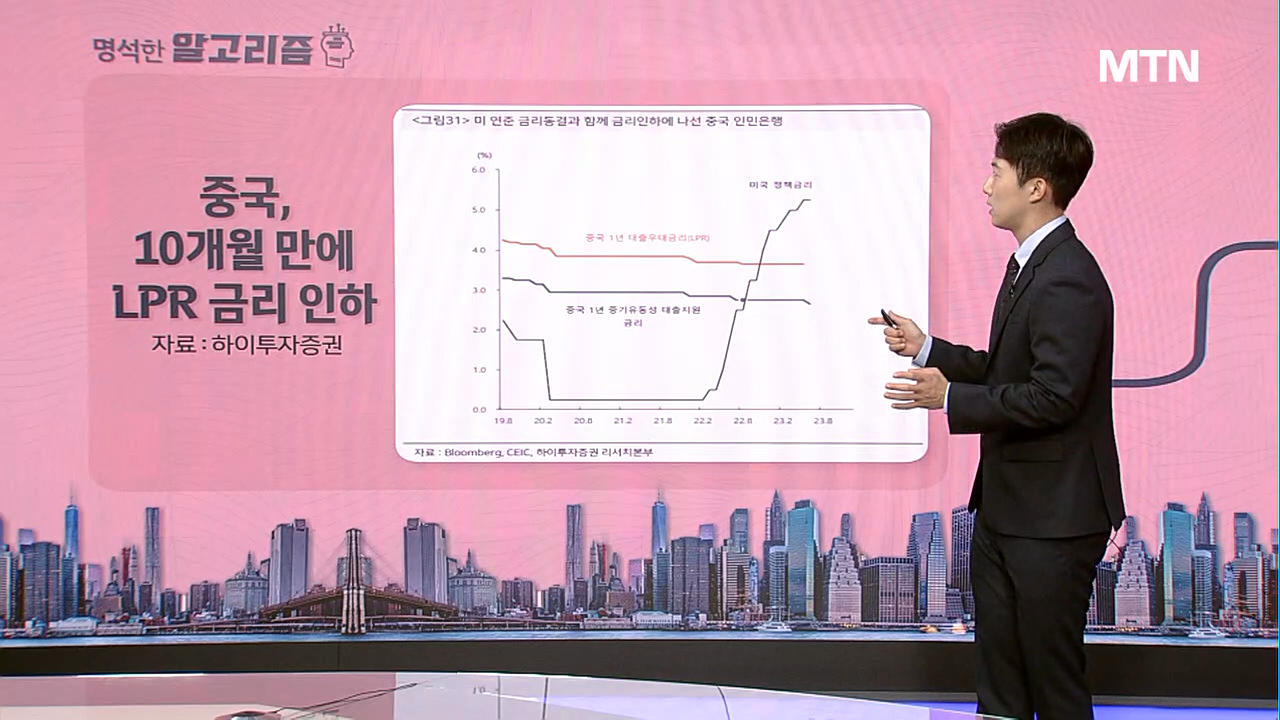 명석한 알고리즘
MTN
중국,
10개월 만에
LPR 금리 인하
자료 : 하이투자증권
<그림31> 미 연준 금리동결과 함께 금리인하에 나선 중국 인민은행
(%)
6.0
5.0
4.0
3.0
2.0
1.0
0.0
미국 정책금리
중국 1년 대출우대금리(LPR)
중국 1년 중기유동성 대출지원
금리
19.8 20.2 20.8 21.2 21.8 22.2 22.8 23.2 23.8
자료 : Bloomberg, CEIC, 하이투자증권 리서치본부